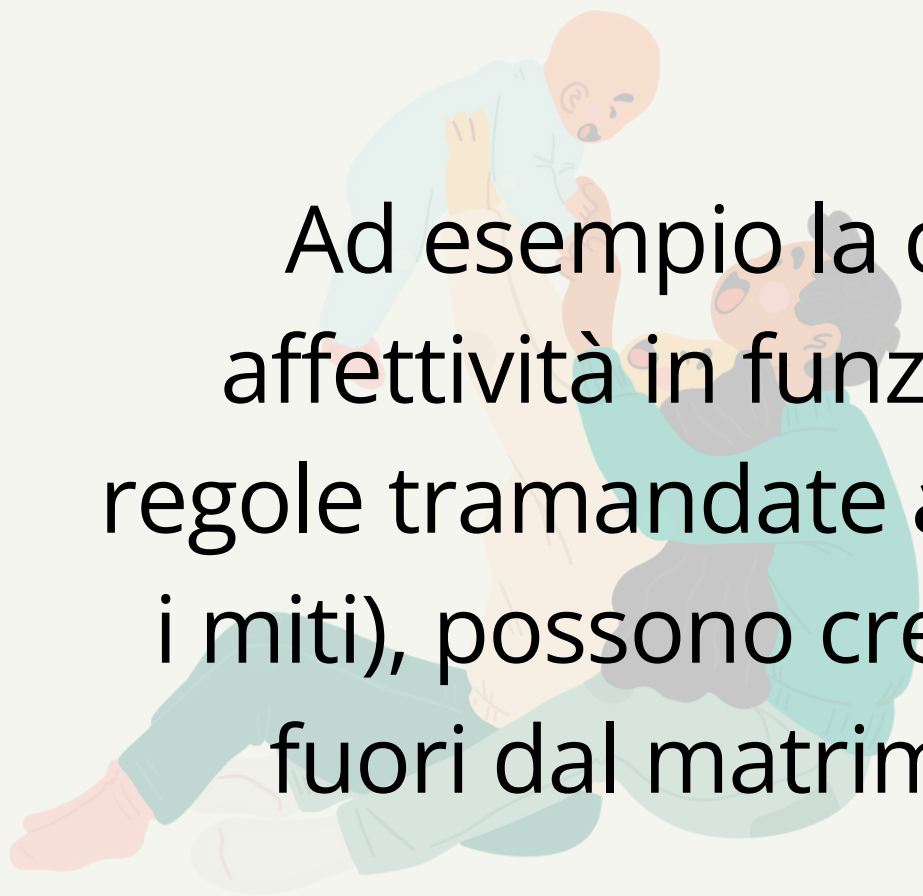 Ad esempio la
affettività in funz
regole tramandate
i miti), possono cre
fuori dal matrim